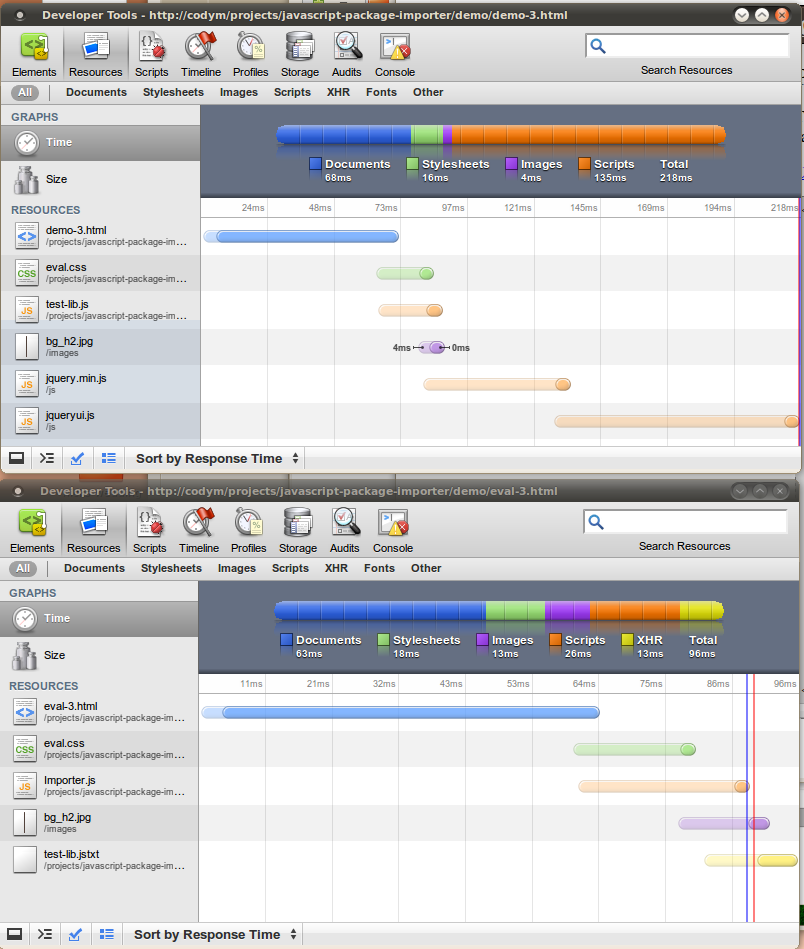 Developer Tools - http://codym/projects/javascript-package-importer/demo/demo-3.html
Elements Resources Scripts Timeline Profiles Storage Audits Console
Search Resources
All Documents Stylesheets Images Scripts XHR Fonts Other
GRAPHS
Time
Size
Documents 68ms
Stylesheets 16ms
Images 4ms
Scripts 135ms
Total 218ms
RESOURCES
24ms 48ms 73ms 97ms 121ms 145ms 169ms 194ms 218ms
demo-3.html
/projects/javascript-package-im…
eval.css
/projects/javascript-package-im…
test-lib.js
/projects/javascript-package-im…
bg_h2.jpg
/images
4ms 0ms
jquery.min.js
/js
jqueryui.js
/js
Sort by Response Time
Developer Tools - http://codym/projects/javascript-package-importer/demo/eval-3.html
Elements Resources Scripts Timeline Profiles Storage Audits Console
Search Resources
All Documents Stylesheets Images Scripts XHR Fonts Other
GRAPHS
Time
Size
Documents 63ms
Stylesheets 18ms
Images 13ms
Scripts 26ms
XHR 13ms
Total 96ms
RESOURCES
11ms 21ms 32ms 43ms 53ms 64ms 75ms 86ms 96ms
eval-3.html
/projects/javascript-package-im…
eval.css
/projects/javascript-package-im…
Importer.js
/projects/javascript-package-im…
bg_h2.jpg
/images
test-lib.jstxt
/projects/javascript-package-im…
Sort by Response Time